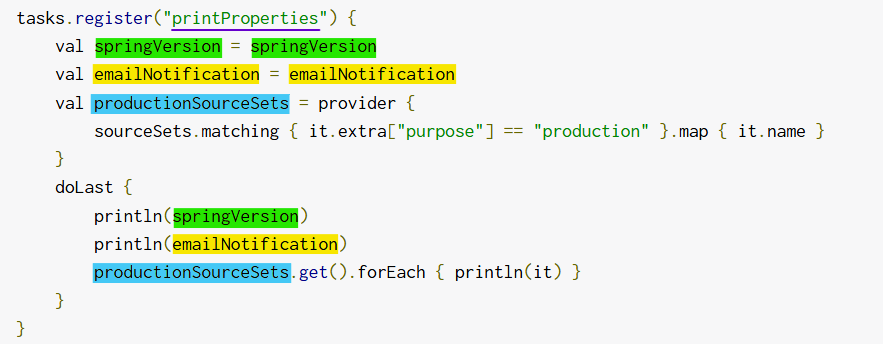 tasks.register("printProperties") {
    val springVersion = springVersion
    val emailNotification = emailNotification
    val productionSourceSets = provider {
        sourceSets.matching { it.extra["purpose"] == "production" }.map { it.name }
    }
    doLast {
        println(springVersion)
        println(emailNotification)
        productionSourceSets.get().forEach { println(it) }
    }
}